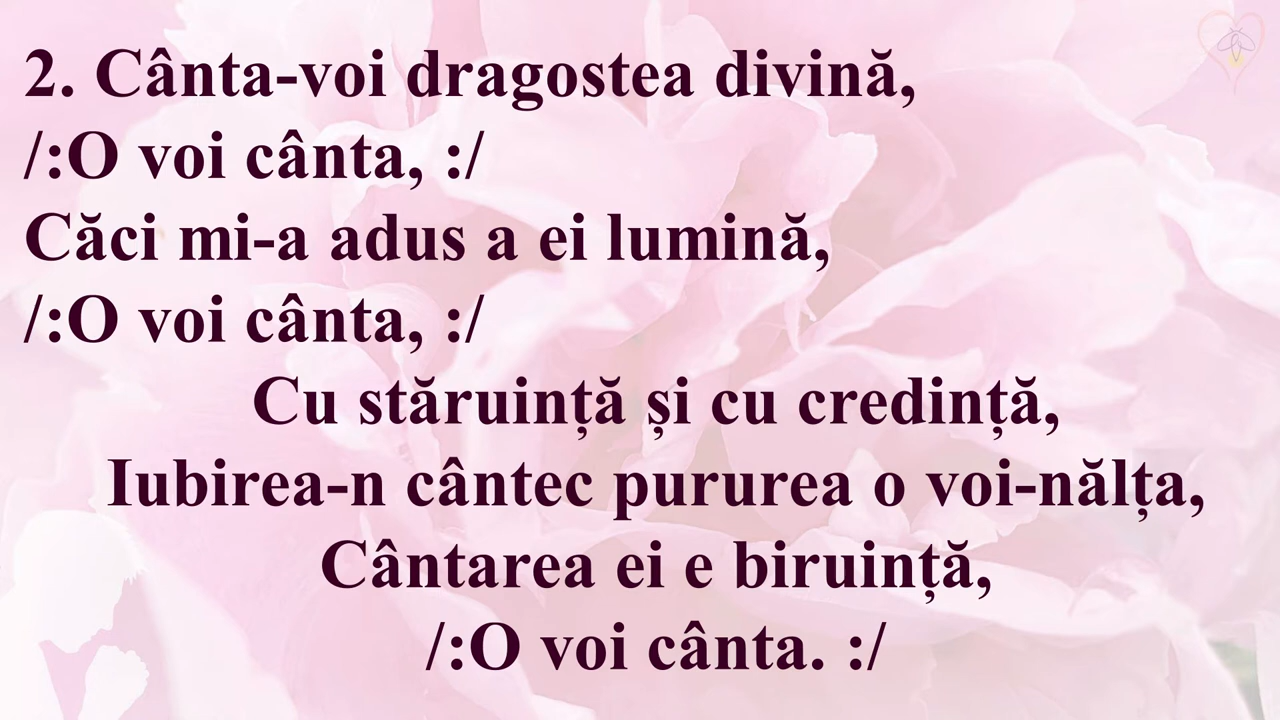 2. Cânta-voi dragostea divină,
/:O voi cânta, :/
Căci mi-a adus a ei lumină,
/:O voi cânta, :/
Cu stăruință și cu credință,
Iubirea-n cântec pururea o voi-nălța,
Cântarea ei e biruință,
/:O voi cânta. :/